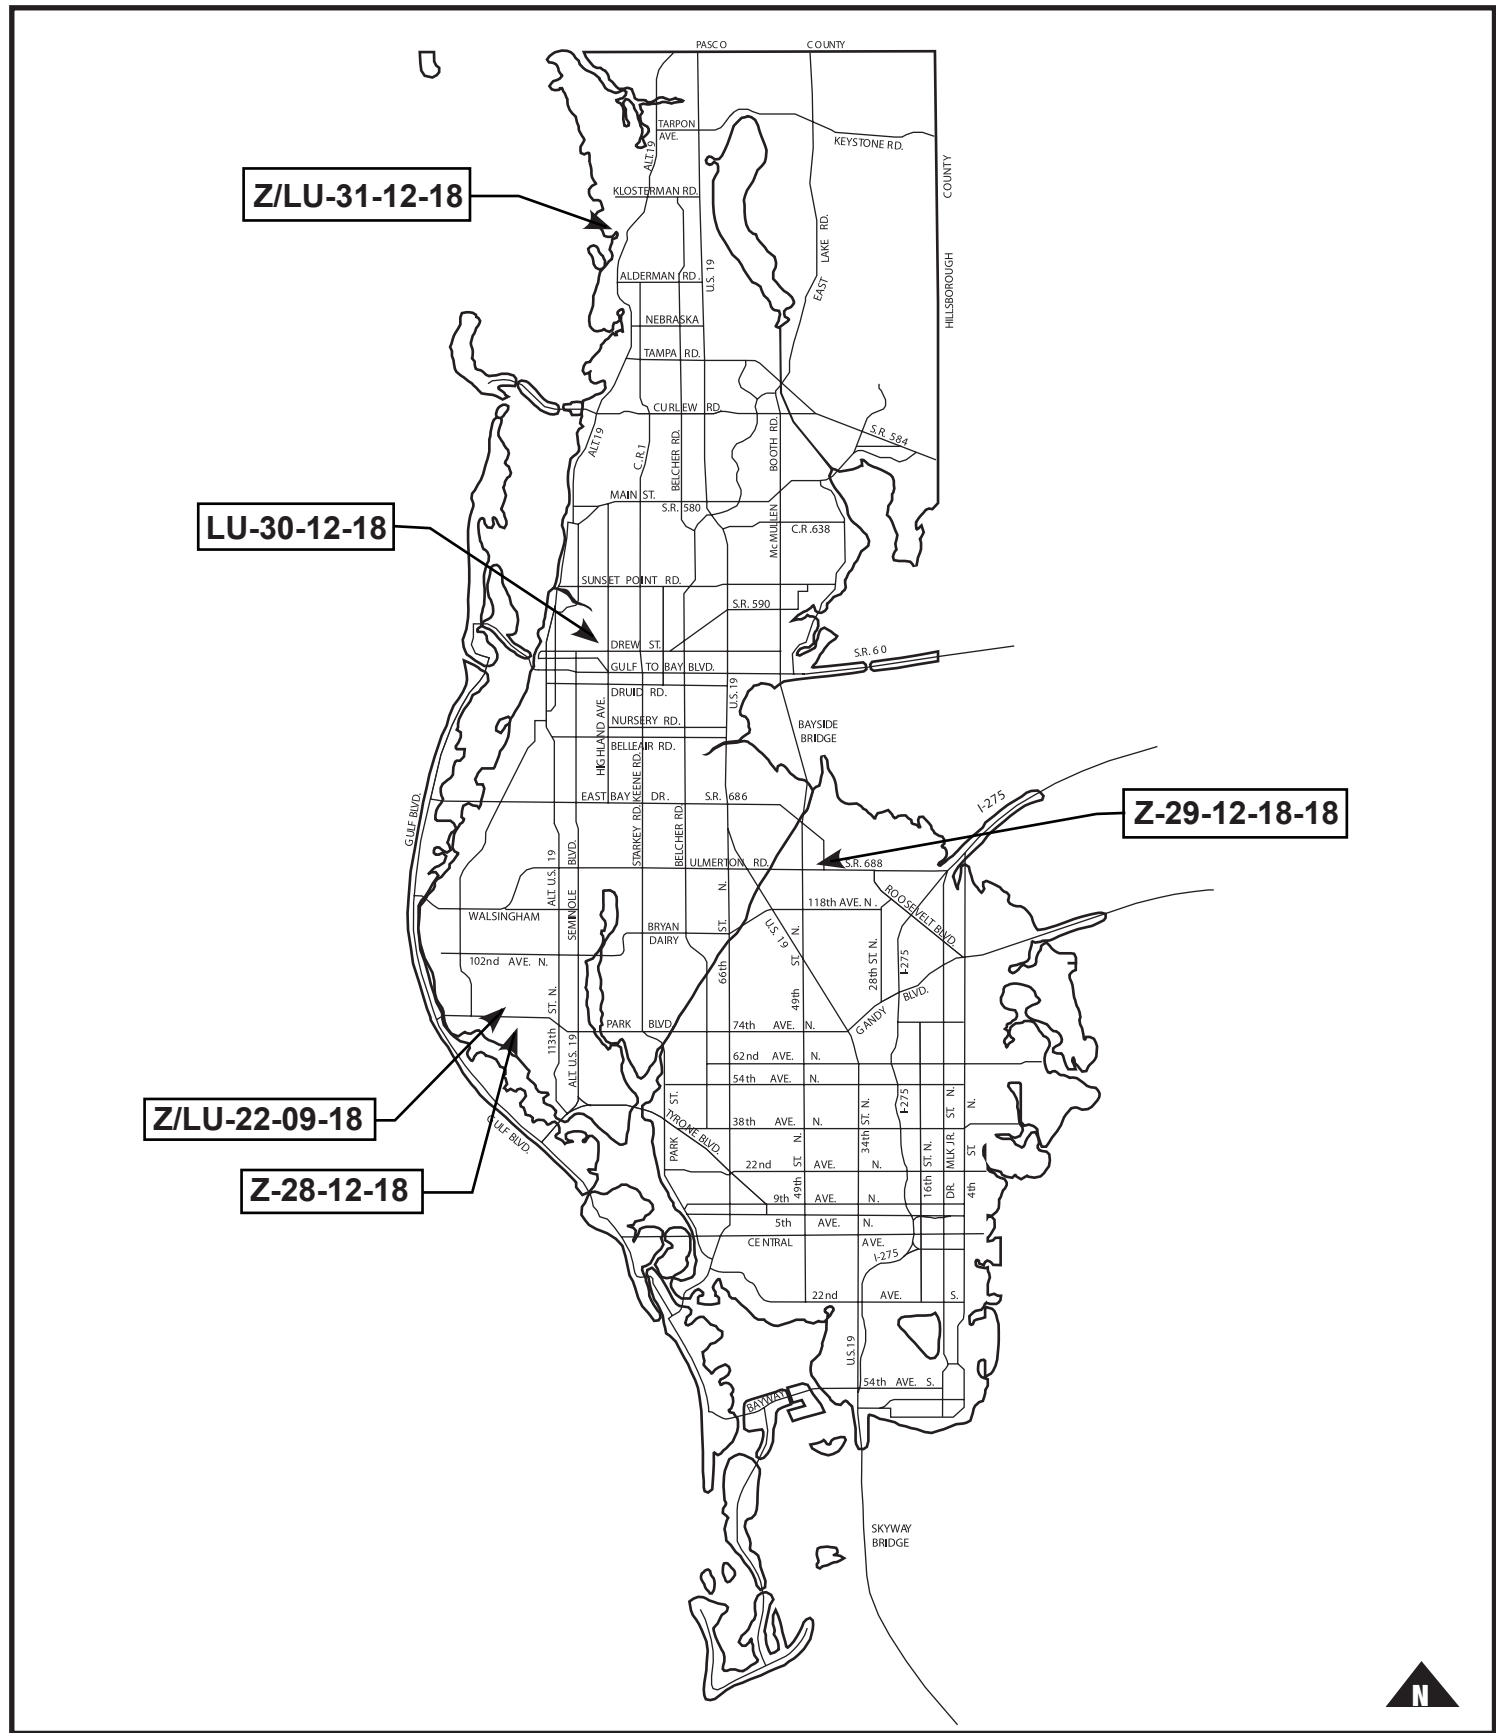 PASCO COUNTY
TARPON
AVE.
KEYSTONE RD.
ALT.19
COUNTY
Z/LU-31-12-18
KLOSTERMAN RD.
EAST LAKE RD.
HILLSBOROUGH
ALDERMAN RD.
U.S. 19
NEBRASKA
TAMPA RD.
CURLEW RD.
S.R. 584
ALT.19
C.R.1
BELCHER RD.
McMULLEN BOOTH RD.
MAIN ST.
S.R.580
LU-30-12-18
C.R.638
SUNSET POINT RD.
S.R. 590
DREW ST.
S.R. 60
GULF TO BAY BLVD.
DRUID RD.
U.S. 19
HIGHLAND AVE.
NURSERY RD.
BAYSIDE
BRIDGE
BELLEAIR RD.
KEENE RD.
EAST BAY DR. S.R. 686
GULF BLVD.
I-275
Z-29-12-18-18
STARKEY RD.
BELCHER RD.
ALT. U.S. 19
SEMINOLE BLVD.
ULMERTON RD.
S.R. 688
WALSINGHAM
118th AVE. N.
ROOSEVELT BLVD.
BRYAN
DAIRY
U.S. 19
66th ST. N.
49th ST. N.
28th ST. N.
I-275
102nd AVE. N.
GANDY BLVD.
113th ST. N.
PARK BLVD.
74th AVE. N.
ALT. U.S. 19
62nd AVE. N.
54th AVE. N.
Z/LU-22-09-18
GULF BLVD.
PARK ST.
TYRONE BLVD.
38th AVE. N.
34th ST. N.
I-275
49th ST. N.
16th ST. N.
DR. MLK JR. ST. N.
4th ST. N.
Z-28-12-18
22nd AVE. N.
9th AVE. N.
5th AVE. N.
CENTRAL AVE.
I-275
22nd AVE. S.
U.S.19
54th AVE. S.
BAYWAY
SKYWAY
BRIDGE
N